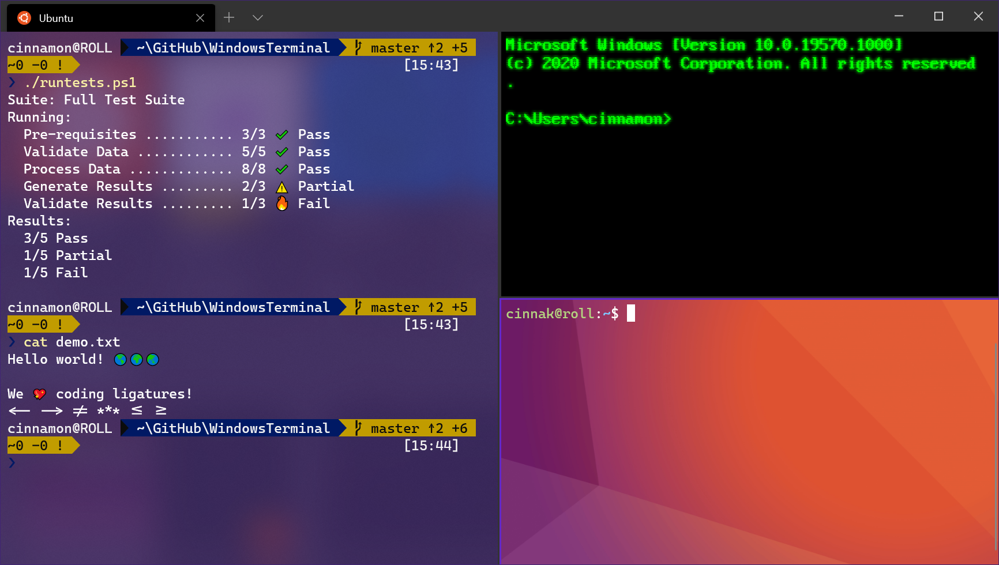 Ubuntu
cinnamon@ROLL ~\GitHub\WindowsTerminal master ↑2 +5
~0 -0 ! [15:43]
❯ ./runtests.ps1
Suite: Full Test Suite
Running:
Pre-requisites ........... 3/3 ✔ Pass
Validate Data ............ 5/5 ✔ Pass
Process Data ............. 8/8 ✔ Pass
Generate Results ......... 2/3 ⚠ Partial
Validate Results ......... 1/3 🔥 Fail
Results:
3/5 Pass
1/5 Partial
1/5 Fail
cinnamon@ROLL ~\GitHub\WindowsTerminal master ↑2 +5
~0 -0 ! [15:43]
❯ cat demo.txt
Hello world! 🌎🌍🌏
We 💖 coding ligatures!
⟵ ⟶ ≠ *** ≤ ≥
cinnamon@ROLL ~\GitHub\WindowsTerminal master ↑2 +6
~0 -0 ! [15:44]
❯
Microsoft Windows [Version 10.0.19570.1000]
(c) 2020 Microsoft Corporation. All rights reserved
.
C:\Users\cinnamon>
cinnak@roll:~$